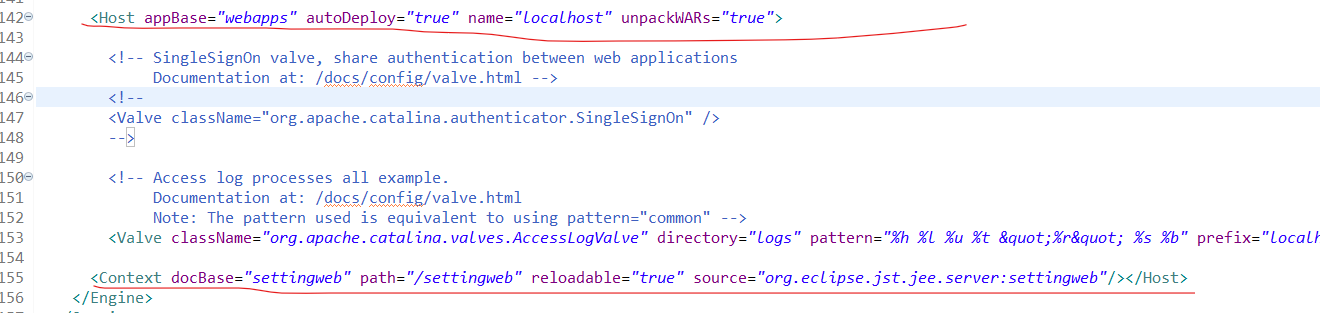 142 <Host appBase="webapps" autoDeploy="true" name="localhost" unpackWARs="true">
143
144 <!-- SingleSignOn valve, share authentication between web applications
145 Documentation at: /docs/config/valve.html -->
146 <!--
147 <Valve className="org.apache.catalina.authenticator.SingleSignOn" />
148 -->
149
150 <!-- Access log processes all example.
151 Documentation at: /docs/config/valve.html
152 Note: The pattern used is equivalent to using pattern="common" -->
153 <Valve className="org.apache.catalina.valves.AccessLogValve" directory="logs" pattern="%h %l %u %t &quot;%r&quot; %s %b" prefix="localh
154
155 <Context docBase="settingweb" path="/settingweb" reloadable="true" source="org.eclipse.jst.jee.server:settingweb"/></Host>
156 </Engine>